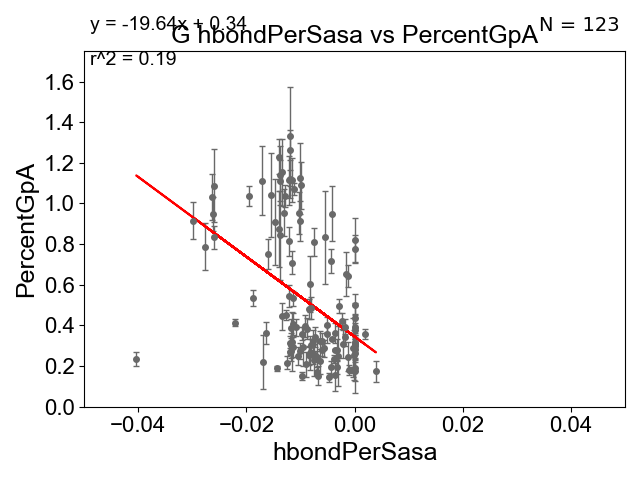 y = -19.64x + 0.34
G hbondPerSasa vs PercentGpA
N = 123
r^2 = 0.19
PercentGpA
1.6
1.4
1.2
1.0
0.8
0.6
0.4
0.2
0.0
−0.04
−0.02
0.00
0.02
0.04
hbondPerSasa